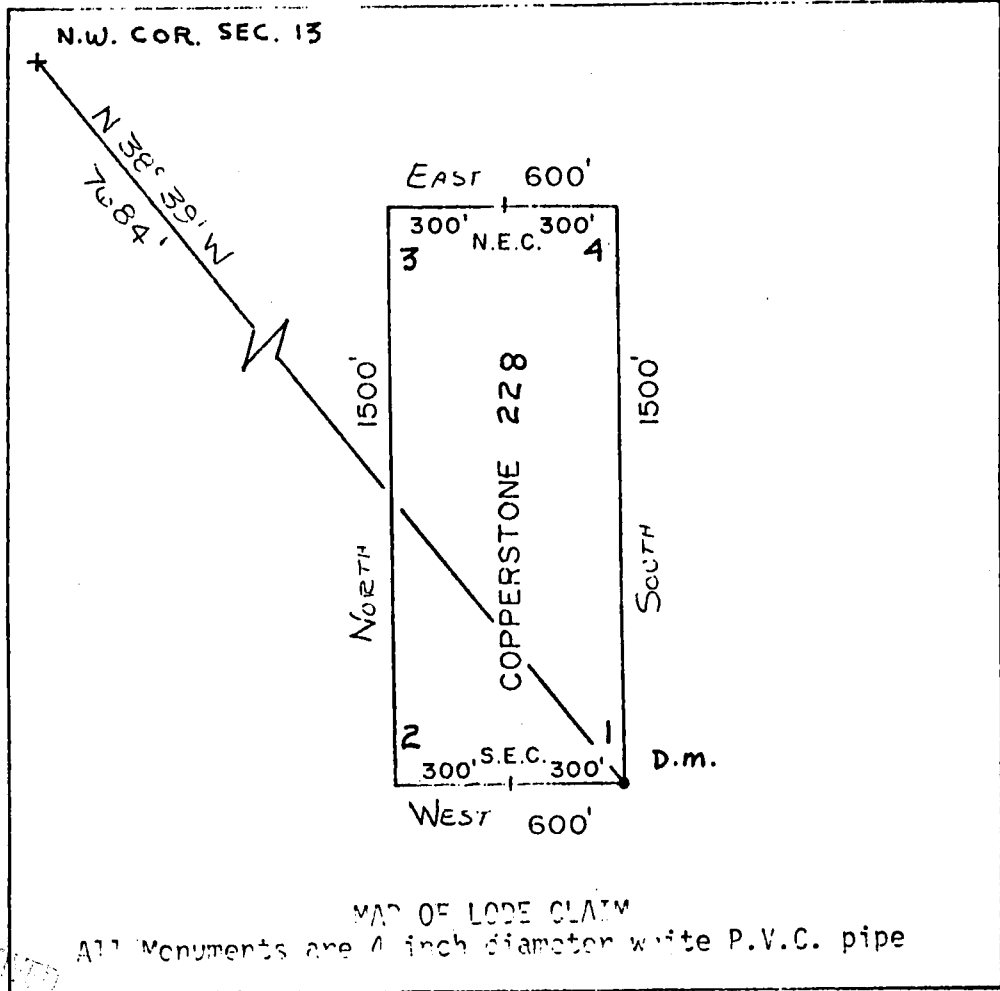 N.W. COR. SEC. 13
N 38° 39' W
7684'
EAST 600'
300' 300'
N.E.C.
3 4
1500'
1500'
COPPERSTONE 228
NORTH
SOUTH
2 1
D.m.
S.E.C.
300' 300'
WEST 600'
MAP OF LODE CLAIM
All Monuments are 4 inch diameter white P.V.C. pipe